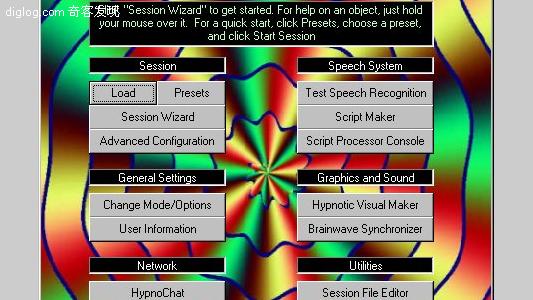 diglog.com 奇客发现
"Session Wizard" to get started. For help on an object, just hold
your mouse over it. For a quick start, click Presets, choose a preset,
and click Start Session
Session
Load
Presets
Session Wizard
Advanced Configuration
Speech System
Test Speech Recognition
Script Maker
Script Processor Console
General Settings
Change Mode/Options
User Information
Graphics and Sound
Hypnotic Visual Maker
Brainwave Synchronizer
Network
HypnoChat
Utilities
Session File Editor